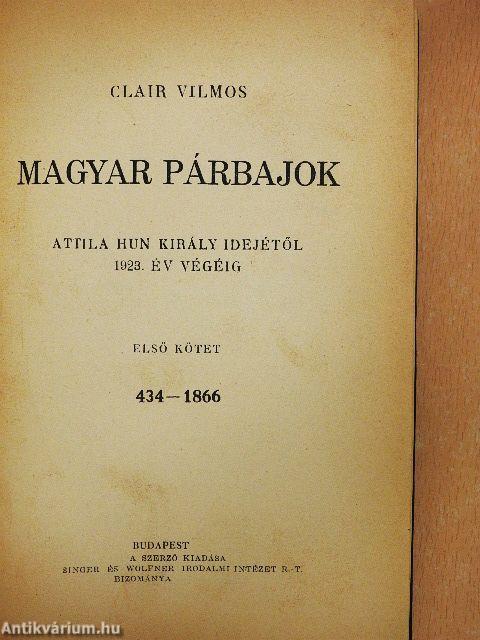 CLAIR VILMOS
MAGYAR PÁRBAJOK
ATTILA HUN KIRÁLY IDEJÉTŐL
1923. ÉV VÉGÉIG
ELSŐ KÖTET
434—1866
BUDAPEST
A SZERZŐ KIADÁSA
SINGER ÉS WOLFNER IRODALMI INTÉZET R.-T.
BIZOMÁNYA
Antikvárium.hu